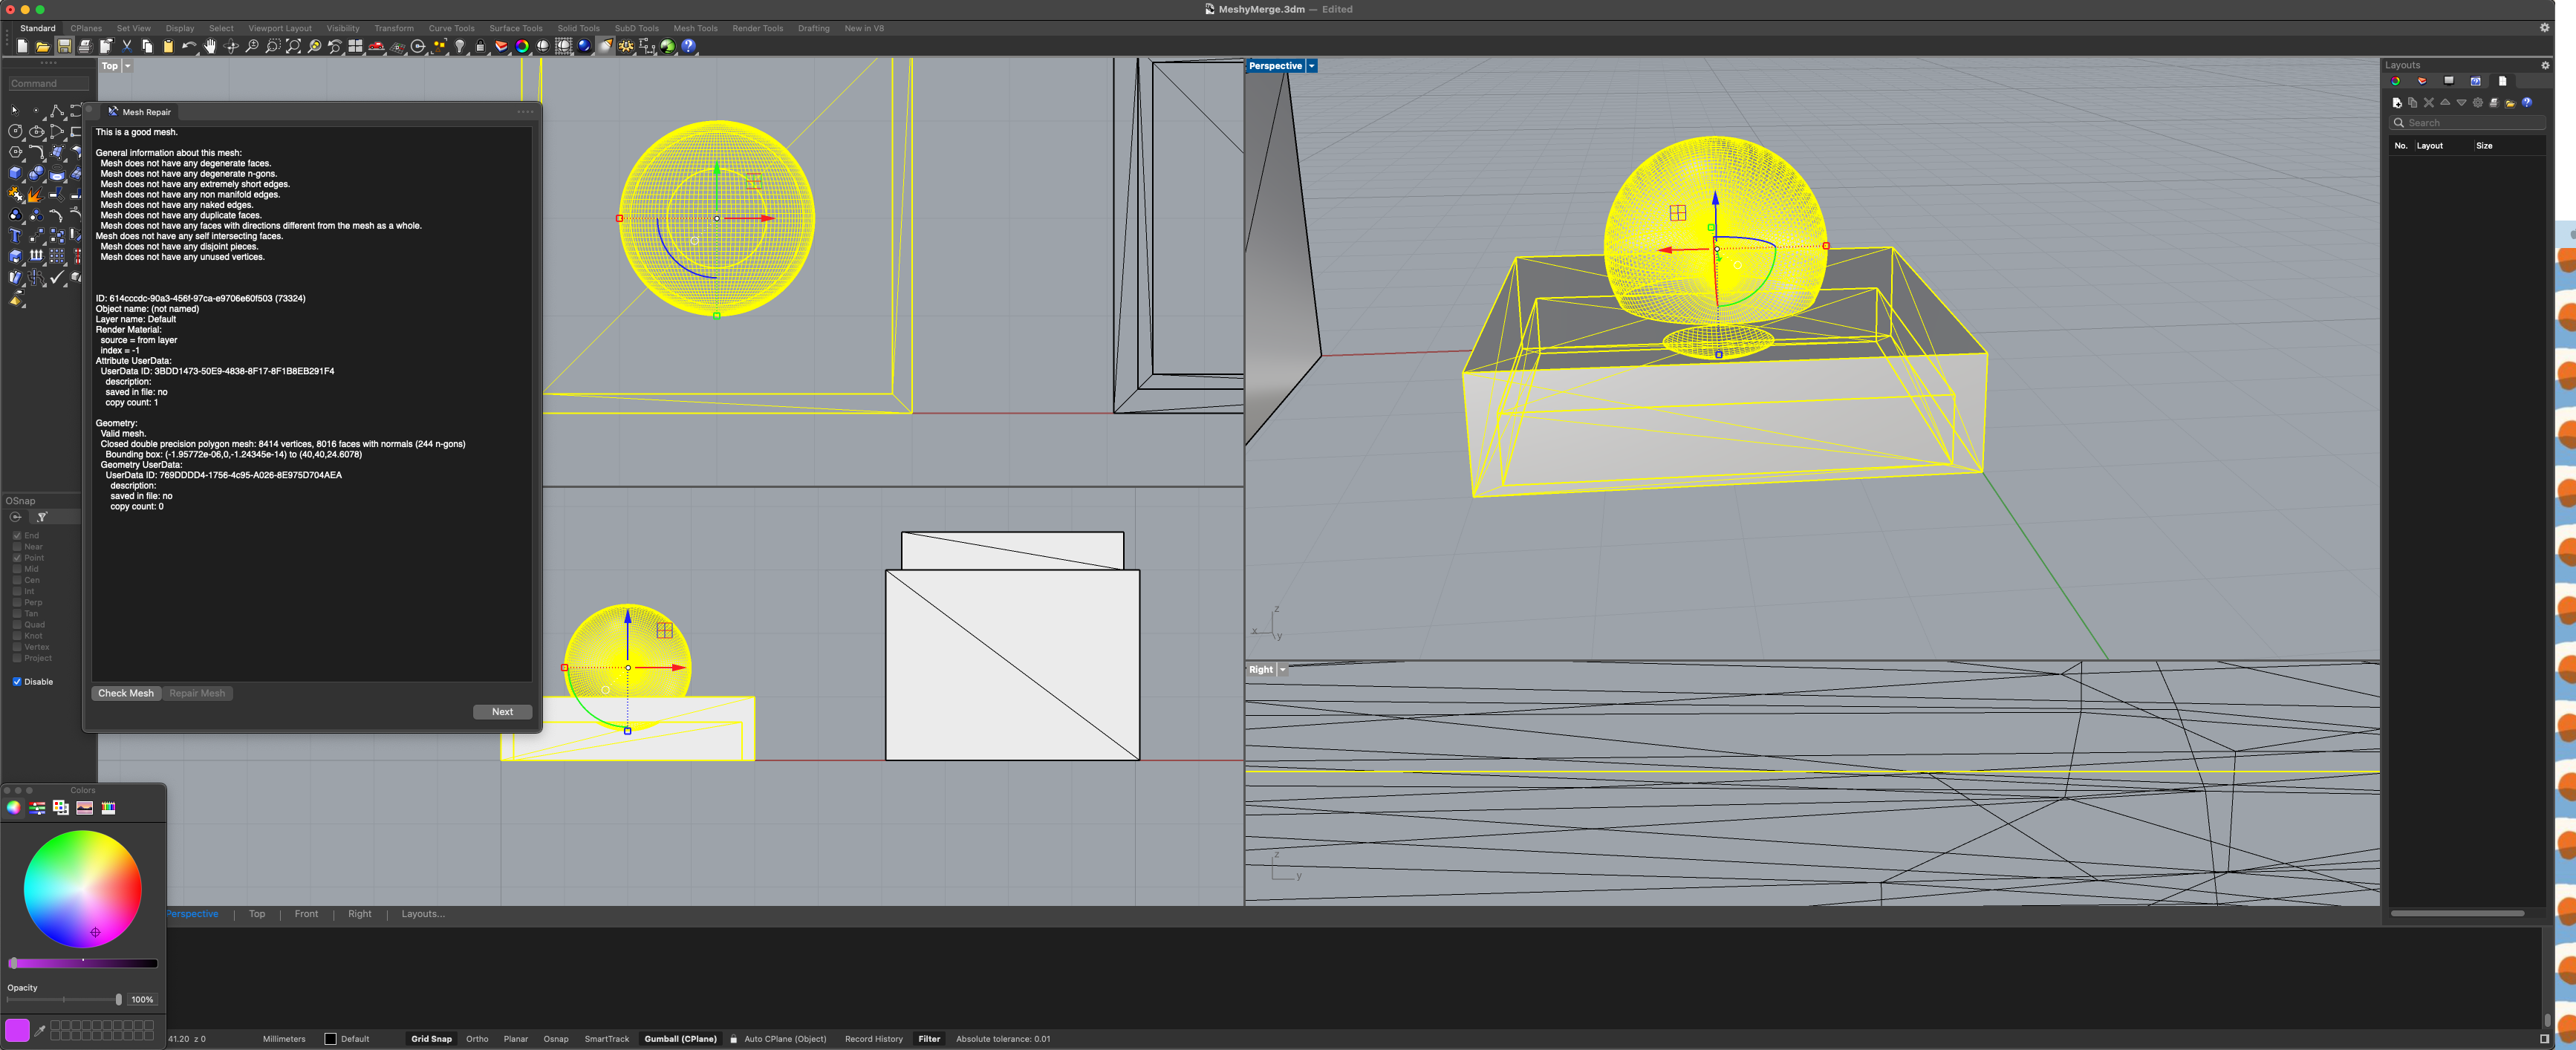 MeshyMerge.3dm — Edited
Standard CPlanes Set View Display Select Viewport Layout Visibility Transform Curve Tools Surface Tools Solid Tools SubD Tools Mesh Tools Render Tools Drafting New in V8
Command
Top
Perspective
Layouts
Search
No. Layout Size
Mesh Repair
This is a good mesh.
General information about this mesh:
Mesh does not have any degenerate faces.
Mesh does not have any degenerate n-gons.
Mesh does not have any extremely short edges.
Mesh does not have any non manifold edges.
Mesh does not have any naked edges.
Mesh does not have any duplicate faces.
Mesh does not have any faces with directions different from the mesh as a whole.
Mesh does not have any self intersecting faces.
Mesh does not have any disjoint pieces.
Mesh does not have any unused vertices.
ID: 614cccdc-90a3-456f-97ca-e9706e60f503 (73324)
Object name: (not named)
Layer name: Default
Render Material:
source = from layer
index = -1
Attribute UserData:
UserData ID: 3BDD1473-50E9-4838-8F17-8F1B8EB291F4
description:
saved in file: no
copy count: 1
Geometry:
Valid mesh.
Closed double precision polygon mesh: 8414 vertices, 8016 faces with normals (244 n-gons)
Bounding box: (-1.95772e-06,0,-1.24345e-14) to (40,40,24.6078)
Geometry UserData:
UserData ID: 769DDDD4-1756-4c95-A026-8E975D704AEA
description:
saved in file: no
copy count: 0
Check Mesh Repair Mesh
Next
OSnap
End
Near
Point
Mid
Cen
Int
Perp
Tan
Quad
Knot
Vertex
Project
Disable
z
x y
Right
z
y
Colors
Opacity
100%
Perspective Top Front Right Layouts...
41.20 z 0 Millimeters Default Grid Snap Ortho Planar Osnap SmartTrack Gumball (CPlane) Auto CPlane (Object) Record History Filter Absolute tolerance: 0.01